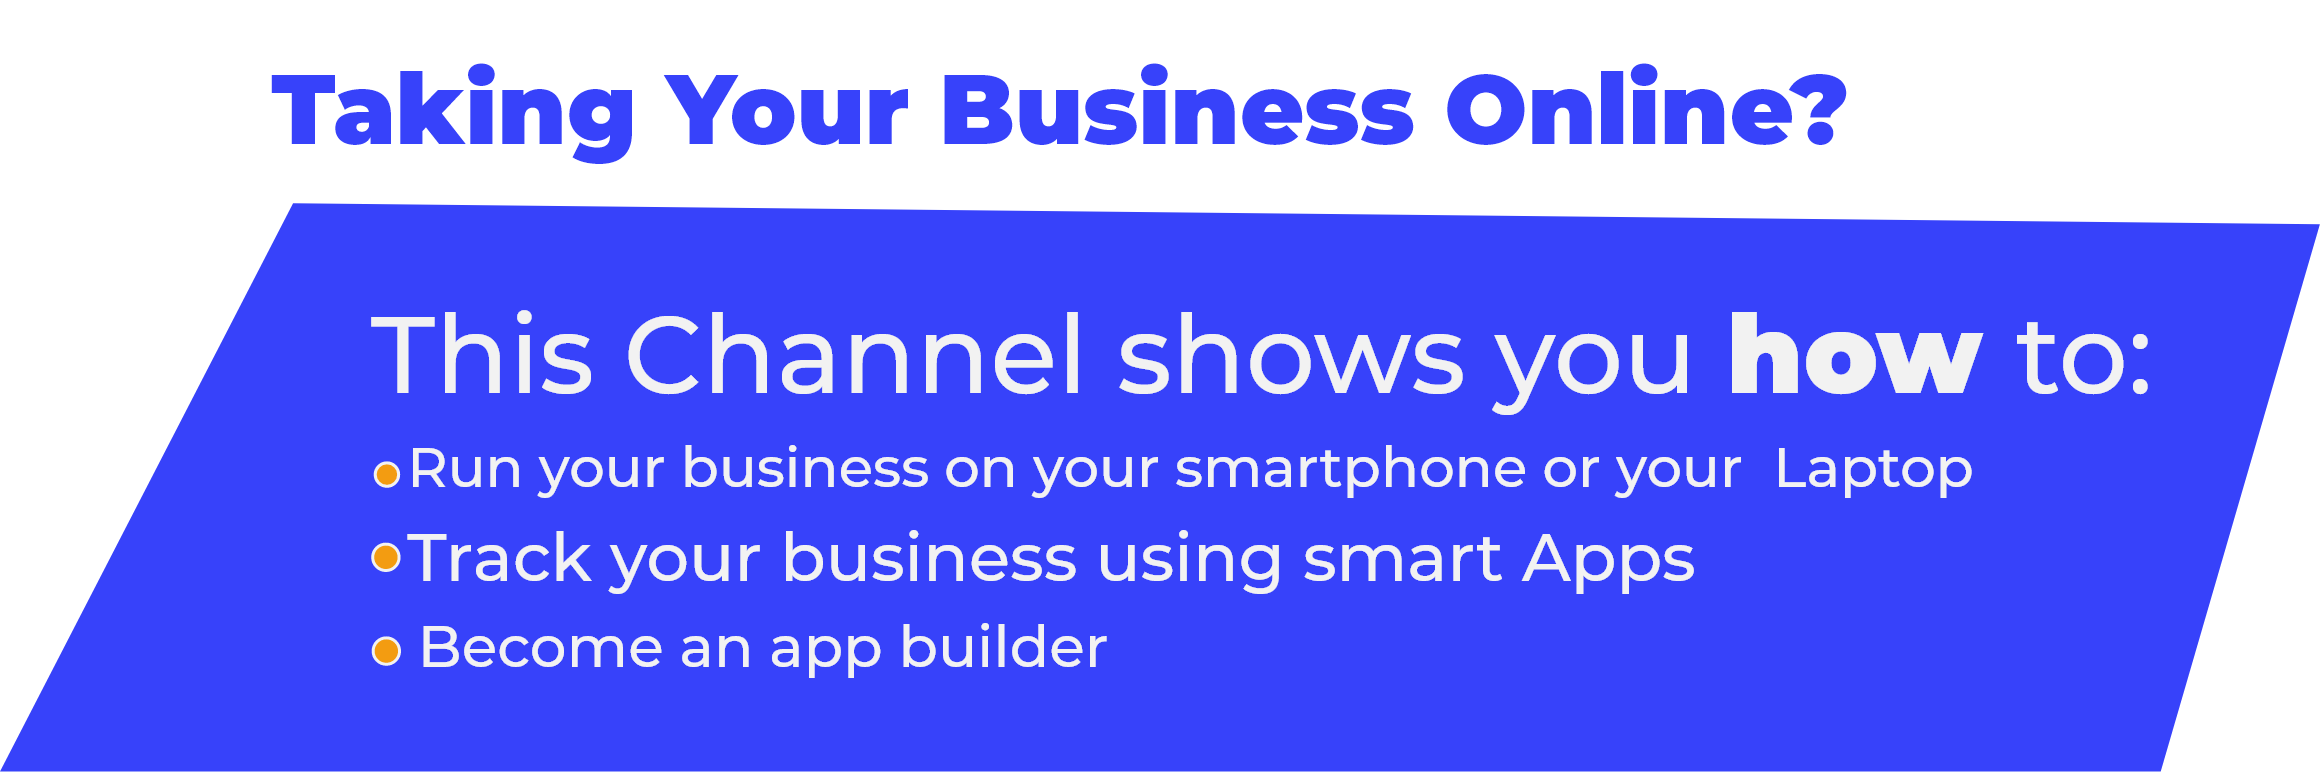 Taking Your Business Online?
This Channel shows you how to:
Run your business on your smartphone or your Laptop
Track your business using smart Apps
Become an app builder